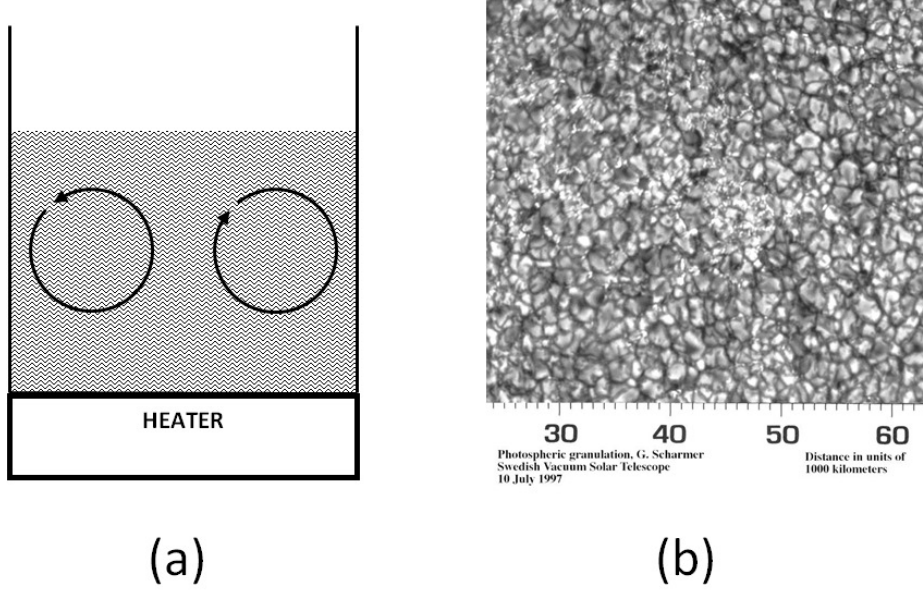 HEATER
30 40 50 60
Photospheric granulation, G. Scharmer
Swedish Vacuum Solar Telescope
10 July 1997
Distance in units of
1000 kilometers
(a)
(b)